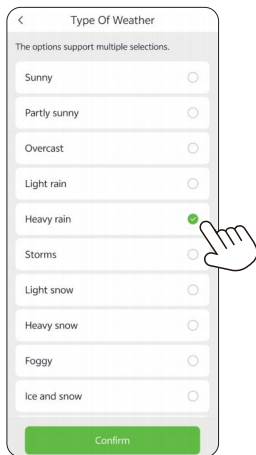 Type Of Weather
The options support multiple selections.
Sunny
Partly sunny
Overcast
Light rain
Heavy rain
Storms
Light snow
Heavy snow
Foggy
Ice and snow
Confirm